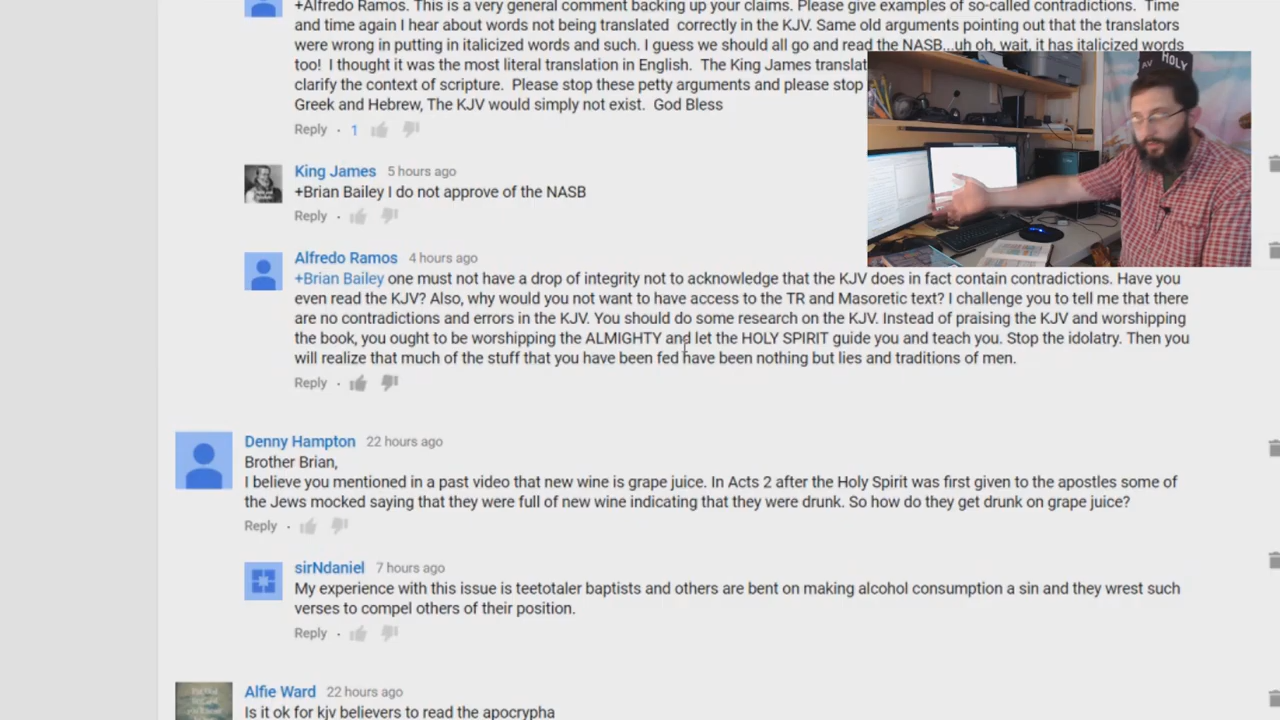 +Alfredo Ramos. This is a very general comment backing up your claims. Please give examples of so-called contradictions. Time
and time again I hear about words not being translated correctly in the KJV. Same old arguments pointing out that the translators
were wrong in putting in italicized words and such. I guess we should all go and read the NASB...uh oh, wait, it has italicized words
too! I thought it was the most literal translation in English. The King James translat
clarify the context of scripture. Please stop these petty arguments and please stop
Greek and Hebrew, The KJV would simply not exist. God Bless
Reply · 1
King James 5 hours ago
+Brian Bailey I do not approve of the NASB
Reply ·
Alfredo Ramos 4 hours ago
+Brian Bailey one must not have a drop of integrity not to acknowledge that the KJV does in fact contain contradictions. Have you
even read the KJV? Also, why would you not want to have access to the TR and Masoretic text? I challenge you to tell me that there
are no contradictions and errors in the KJV. You should do some research on the KJV. Instead of praising the KJV and worshipping
the book, you ought to be worshipping the ALMIGHTY and let the HOLY SPIRIT guide you and teach you. Stop the idolatry. Then you
will realize that much of the stuff that you have been fed have been nothing but lies and traditions of men.
Reply ·
Denny Hampton 22 hours ago
Brother Brian,
I believe you mentioned in a past video that new wine is grape juice. In Acts 2 after the Holy Spirit was first given to the apostles some of
the Jews mocked saying that they were full of new wine indicating that they were drunk. So how do they get drunk on grape juice?
Reply ·
sirNdaniel 7 hours ago
My experience with this issue is teetotaler baptists and others are bent on making alcohol consumption a sin and they wrest such
verses to compel others of their position.
Reply ·
Alfie Ward 22 hours ago
Is it ok for kjv believers to read the apocrypha
AV HOLY